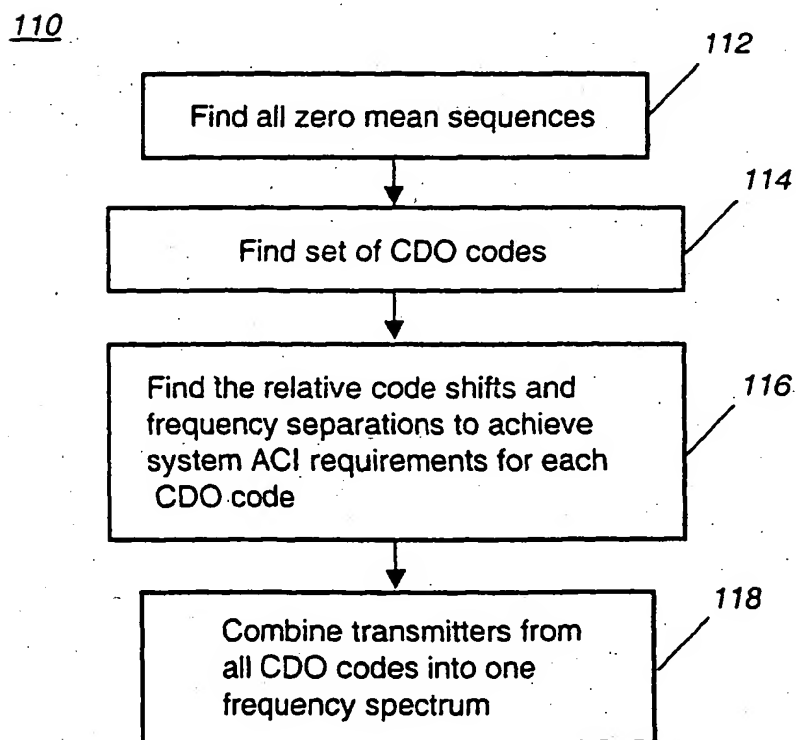 110
112
Find all zero mean sequences
114
Find set of CDO codes
116
Find the relative code shifts and
frequency separations to achieve
system ACI requirements for each
CDO code
118
Combine transmitters from
all CDO codes into one
frequency spectrum